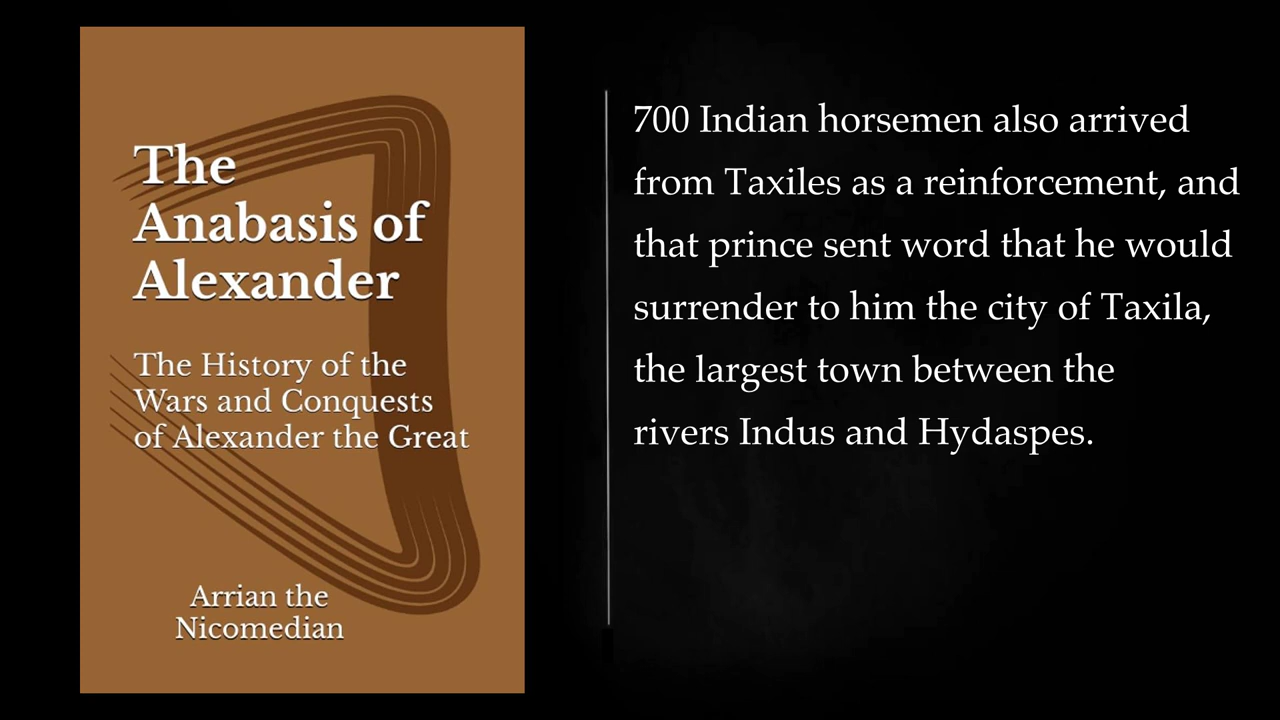 The
Anabasis of
Alexander
The History of the
Wars and Conquests
of Alexander the Great
Arrian the
Nicomedian
700 Indian horsemen also arrived
from Taxiles as a reinforcement, and
that prince sent word that he would
surrender to him the city of Taxila,
the largest town between the
rivers Indus and Hydaspes.